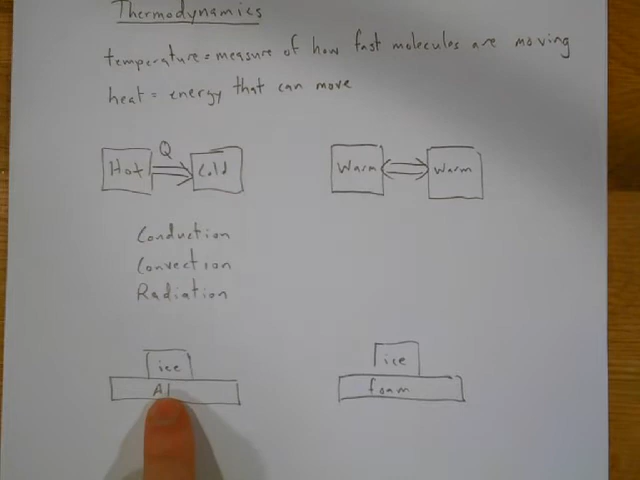 Thermodynamics
temperature = measure of how fast molecules are moving
heat = energy that can move
Q
Hot Cold Warm Warm
Conduction
Convection
Radiation
ice ice
Al foam